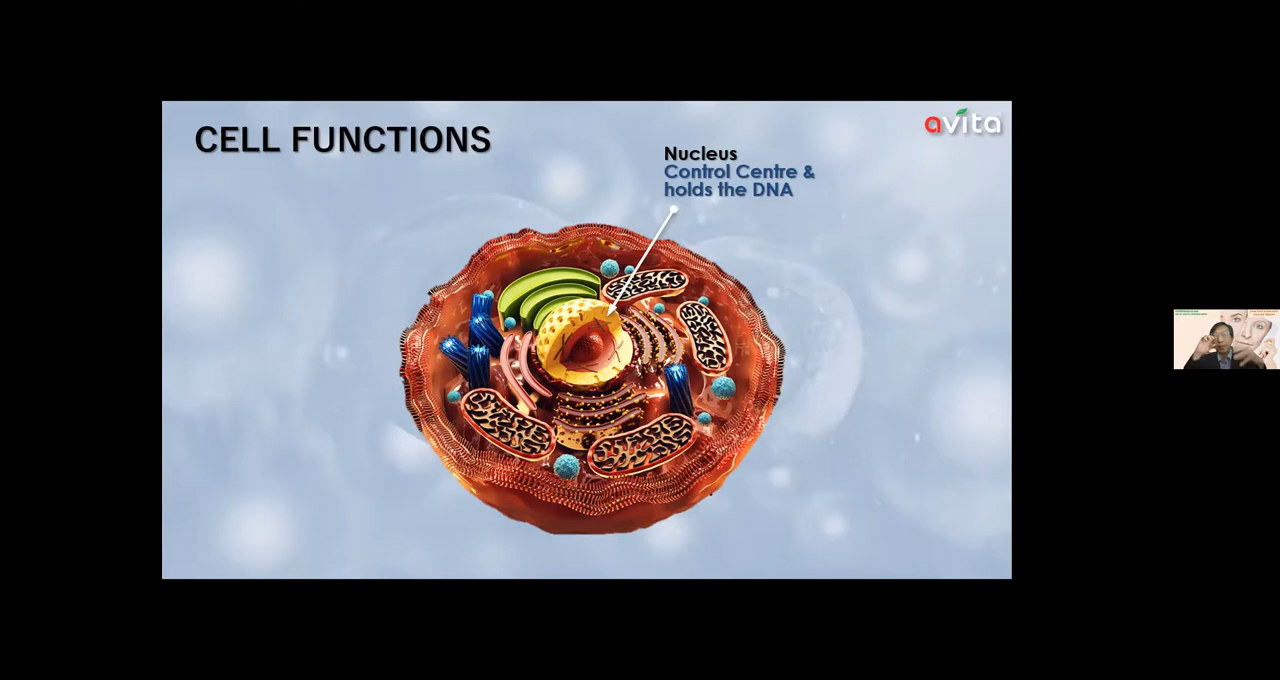 CELL FUNCTIONS
avita
Nucleus
Control Centre &
holds the DNA